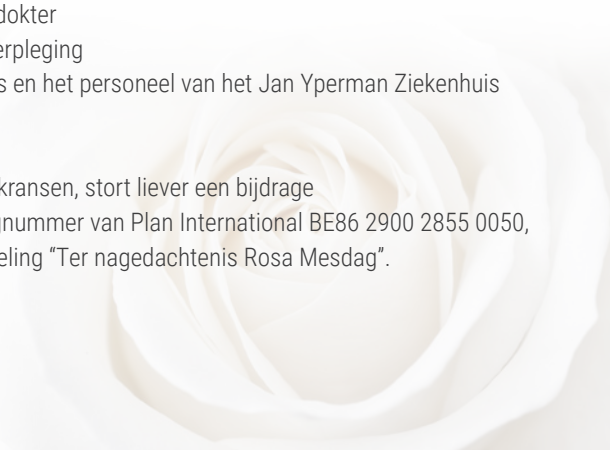 dokter
erpleging
s en het personeel van het Jan Yperman Ziekenhuis
kransen, stort liever een bijdrage
gnummer van Plan International BE86 2900 2855 0050,
eling “Ter nagedachtenis Rosa Mesdag”.